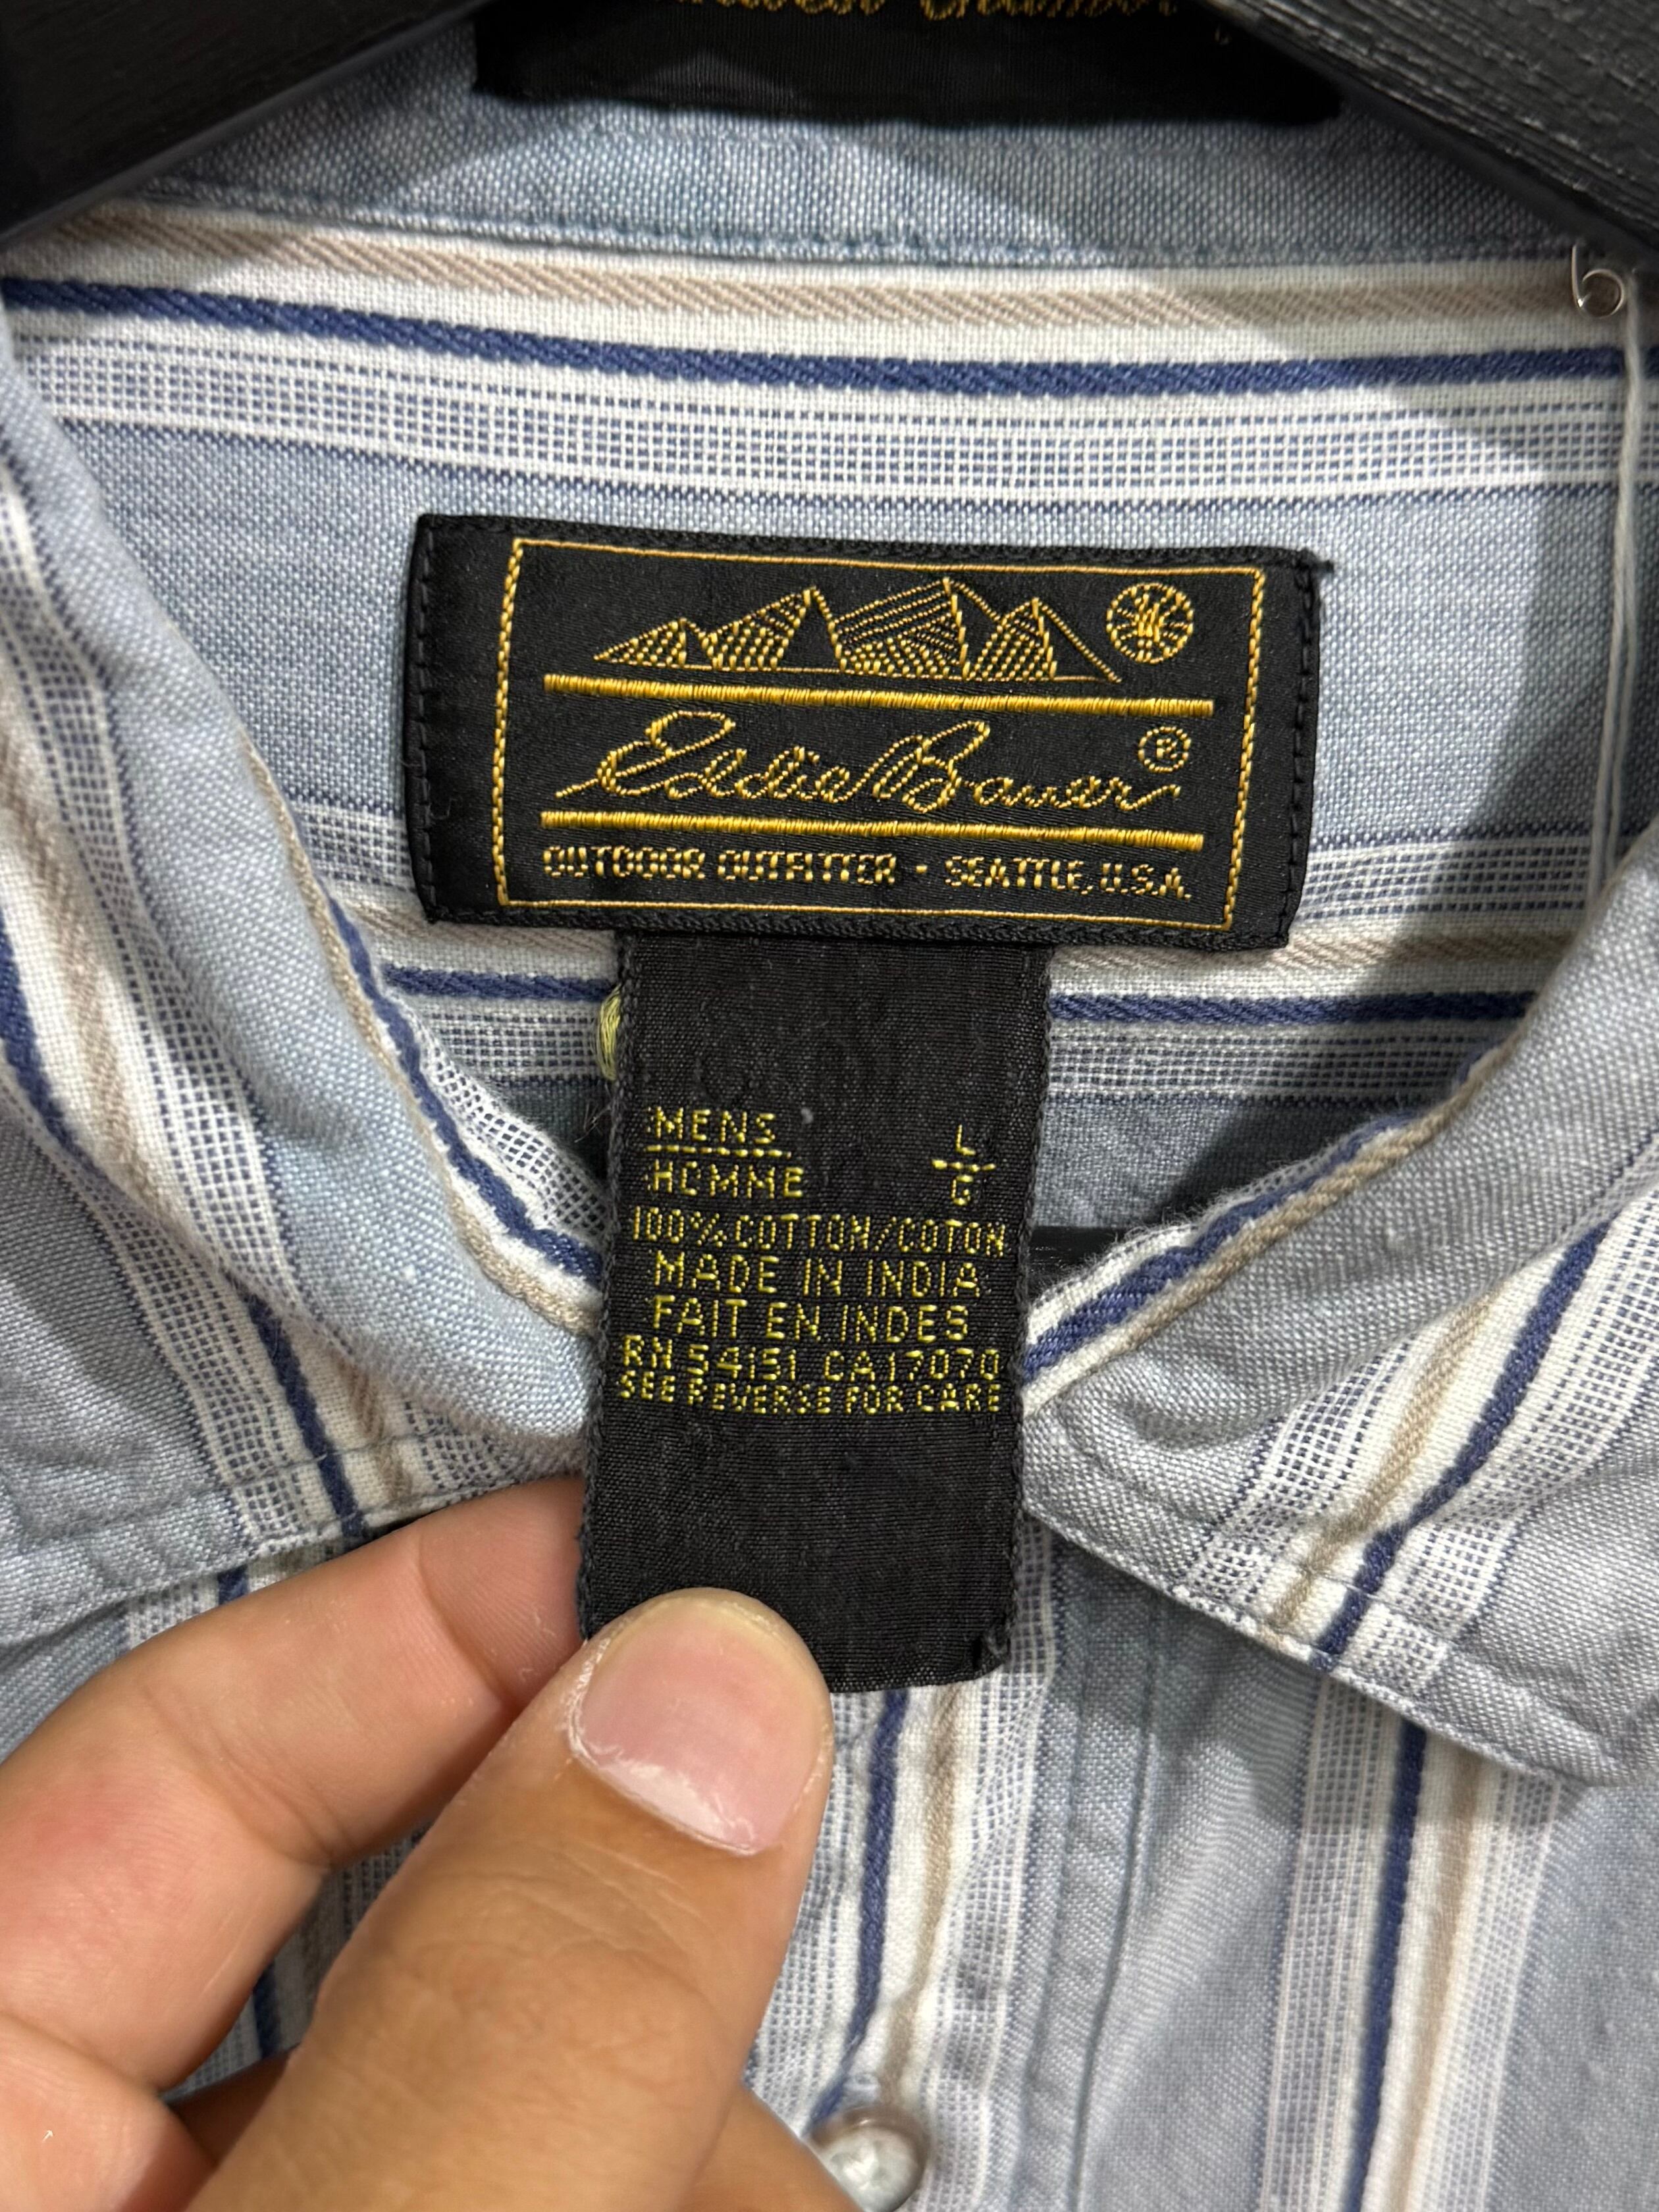 Eddie Bauer®
OUTDOOR OUTFITTER · SEATTLE, U.S.A.
MENS L
HOMME G
100% COTTON/COTON
MADE IN INDIA
FAIT EN INDES
RN 54151 CA17070
SEE REVERSE FOR CARE